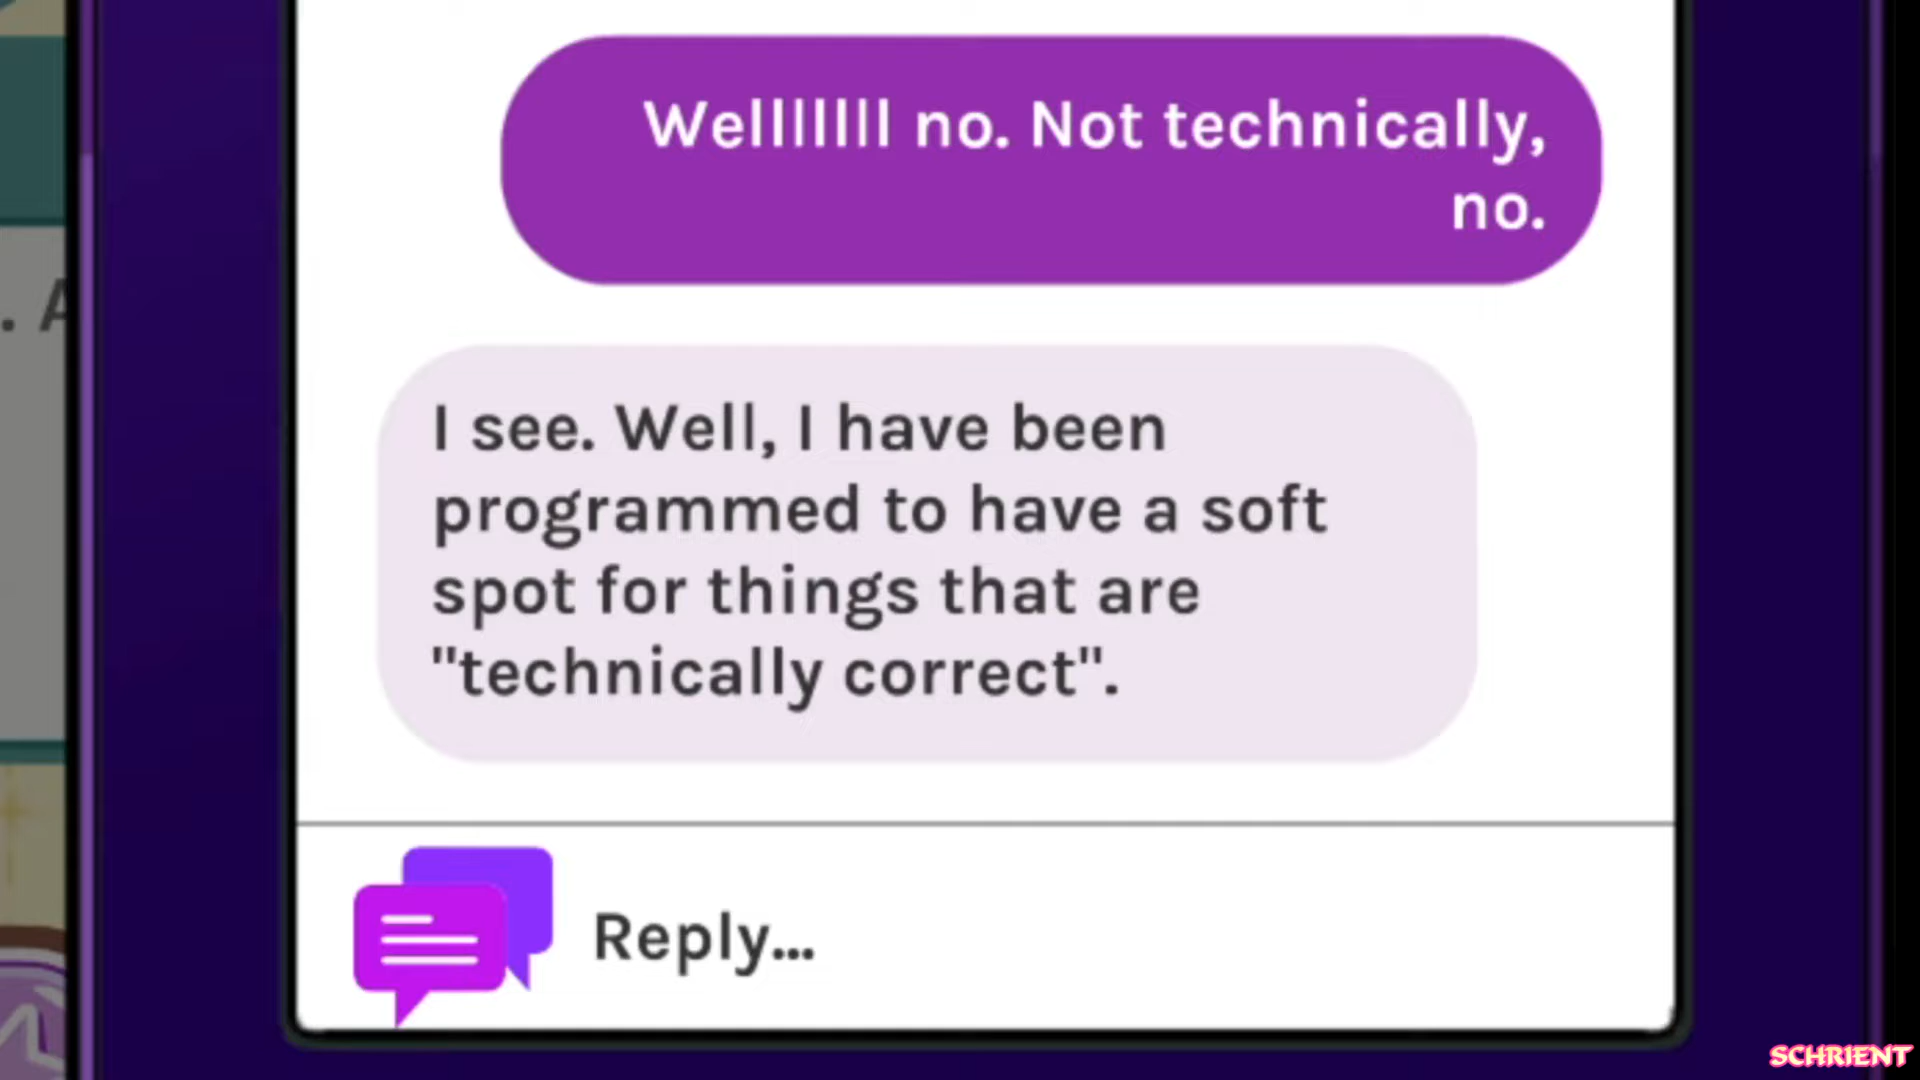 Ælllllll no. Not technically,
no.
. A
I see. Well, I have been
programmed to have a soft
spot for things that are
"technically correct".
Reply...
SCHRIENT